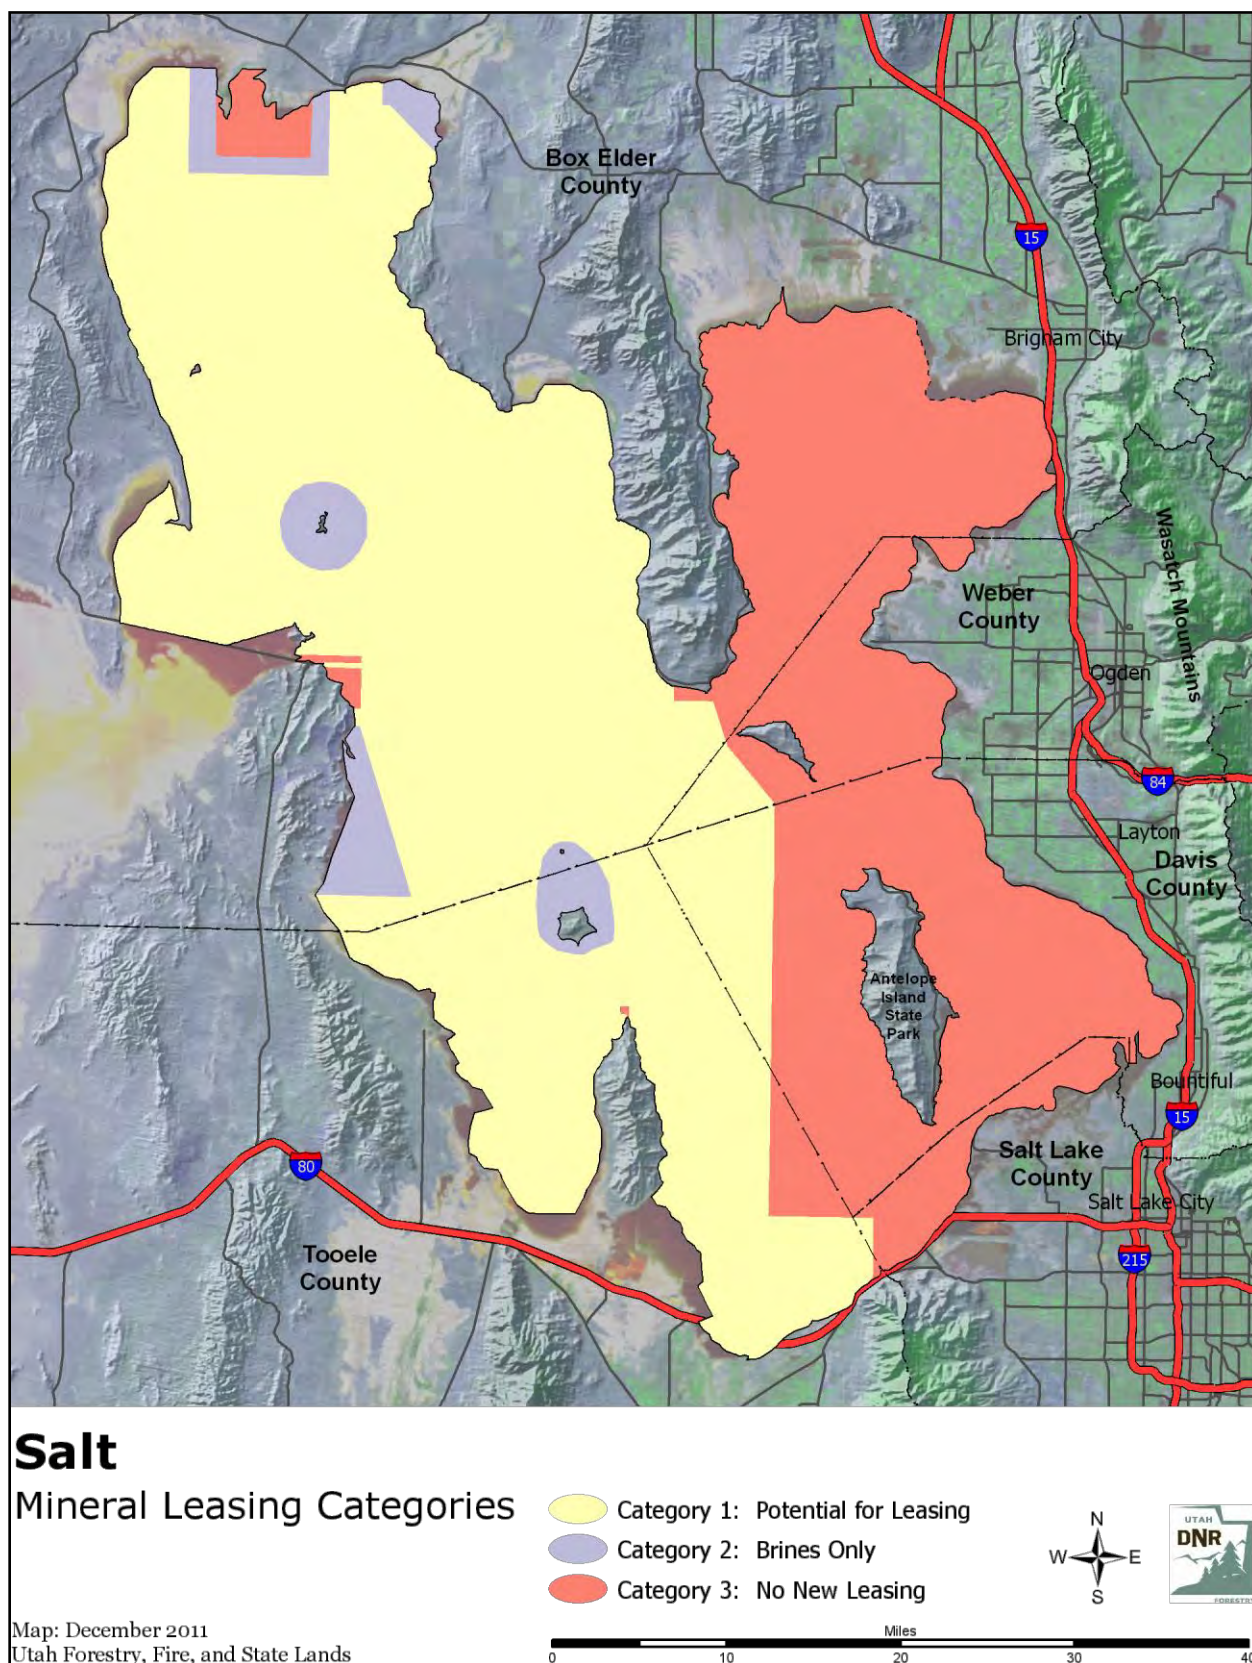 Box Elder
County
15
Brigham City
Wasatch Mountains
Weber
County
Ogden
84
Layton
Davis
County
Antelope
Island
State
Park
Bountiful
15
Salt Lake
County
80
Salt Lake City
Tooele
County
215
Salt
Mineral Leasing Categories
Category 1: Potential for Leasing
Category 2: Brines Only
Category 3: No New Leasing
N
W E
S
UTAH
DNR
FORESTRY
Map: December 2011
Utah Forestry, Fire, and State Lands
Miles
0 10 20 30 40